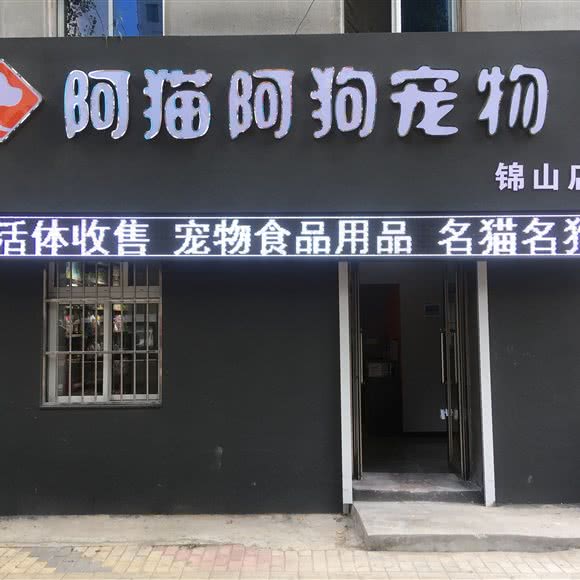 阿猫阿狗宠物
锦山店
活体收售 宠物食品用品 名猫名